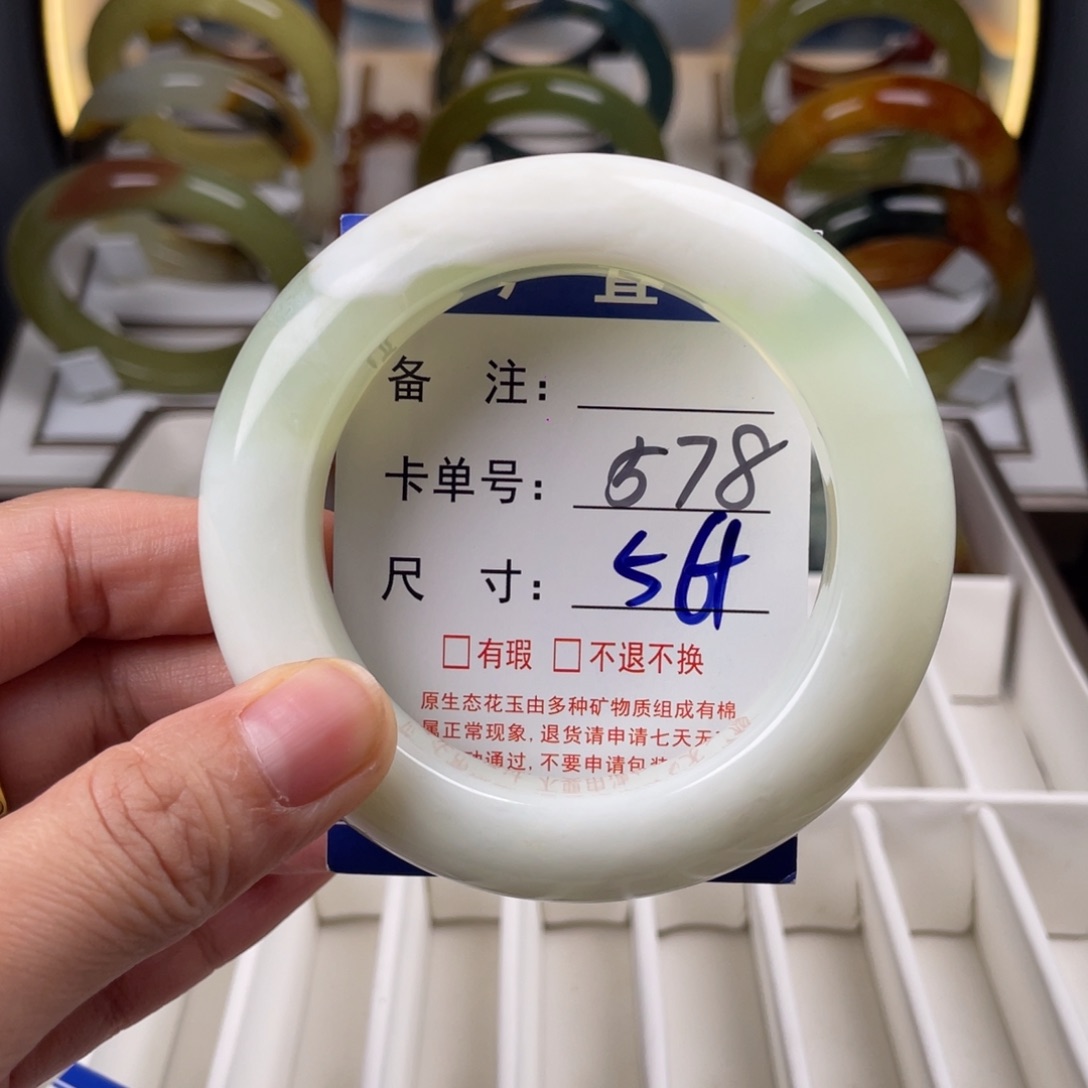 备 注:
卡单号: 578
尺 寸:
□有瑕 □不退不换
原生态花玉由多种矿物质组成有棉
属正常现象,退货请申请七天无
通过,不要申请包装